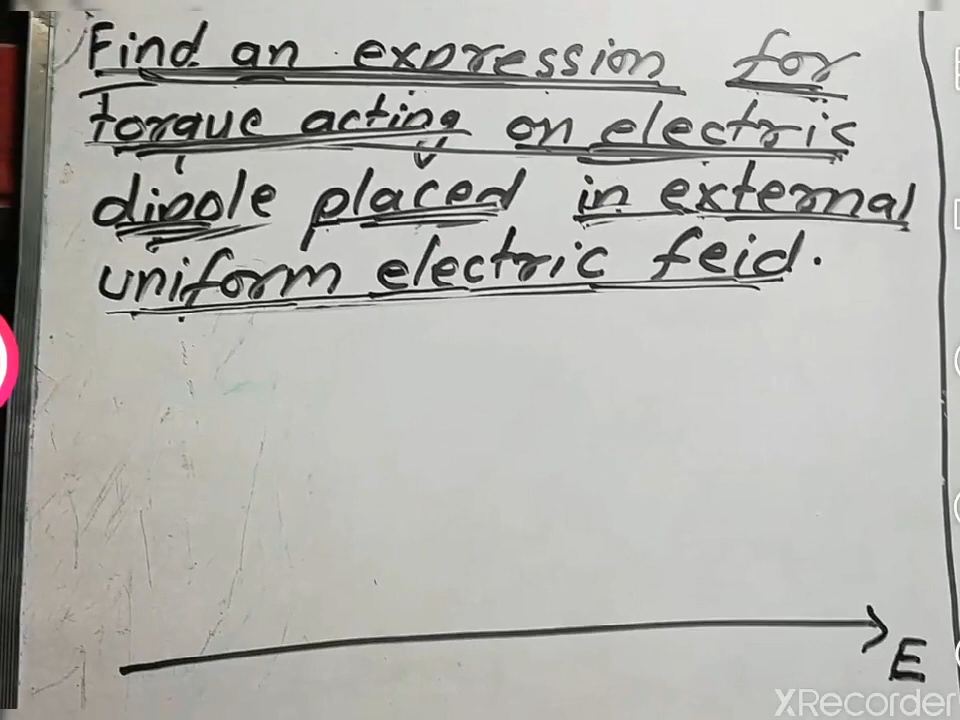 Find an expression for
torque acting on electric
dipole placed in external
uniform electric feid.
E
XRecorder